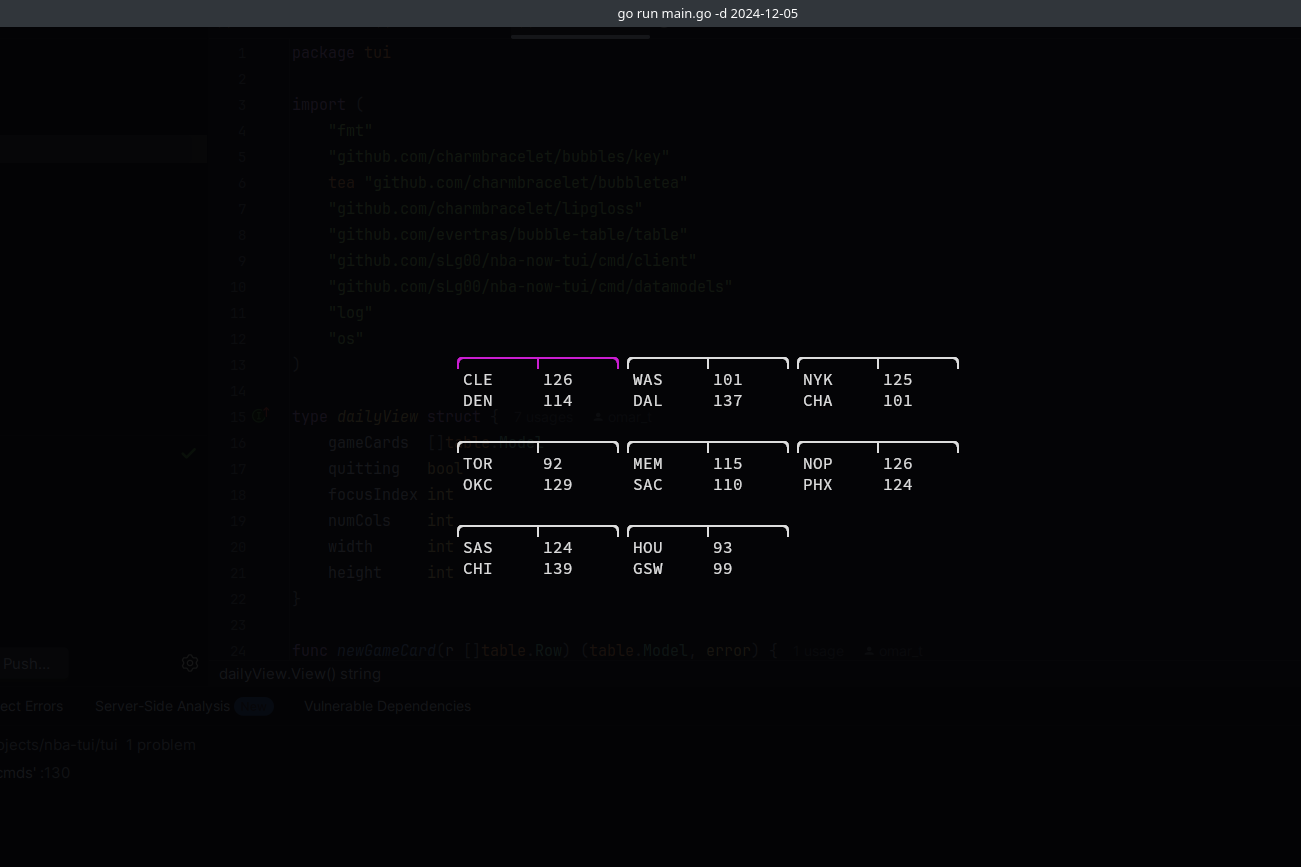 go run main.go -d 2024-12-05
1 package tui
2
3 import (
4 "fmt"
5 "github.com/charmbracelet/bubbles/key"
6 tea "github.com/charmbracelet/bubbletea"
7 "github.com/charmbracelet/lipgloss"
8 "github.com/evertras/bubble-table/table"
9 "github.com/sLg00/nba-now-tui/cmd/client"
10 "github.com/sLg00/nba-now-tui/cmd/datamodels"
11 "log"
12 "os"
13 )
CLE 126 WAS 101 NYK 125
DEN 114 DAL 137 CHA 101
14
15 type dailyView struct { 7 usages
16 gameCards []table.Model
17 quitting bool
18 focusIndex int
19 numCols int
20 width int
21 height int
TOR 92 MEM 115 NOP 126
OKC 129 SAC 110 PHX 124
SAS 124 HOU 93
CHI 139 GSW 99
22 }
23
24 func newGameCard(r []table.Row) (table.Model, error) { 1 usage
Push...
dailyView.View() string
ect Errors Server-Side Analysis new Vulnerable Dependencies
ojects/nba-tui/tui 1 problem
cmds' :130